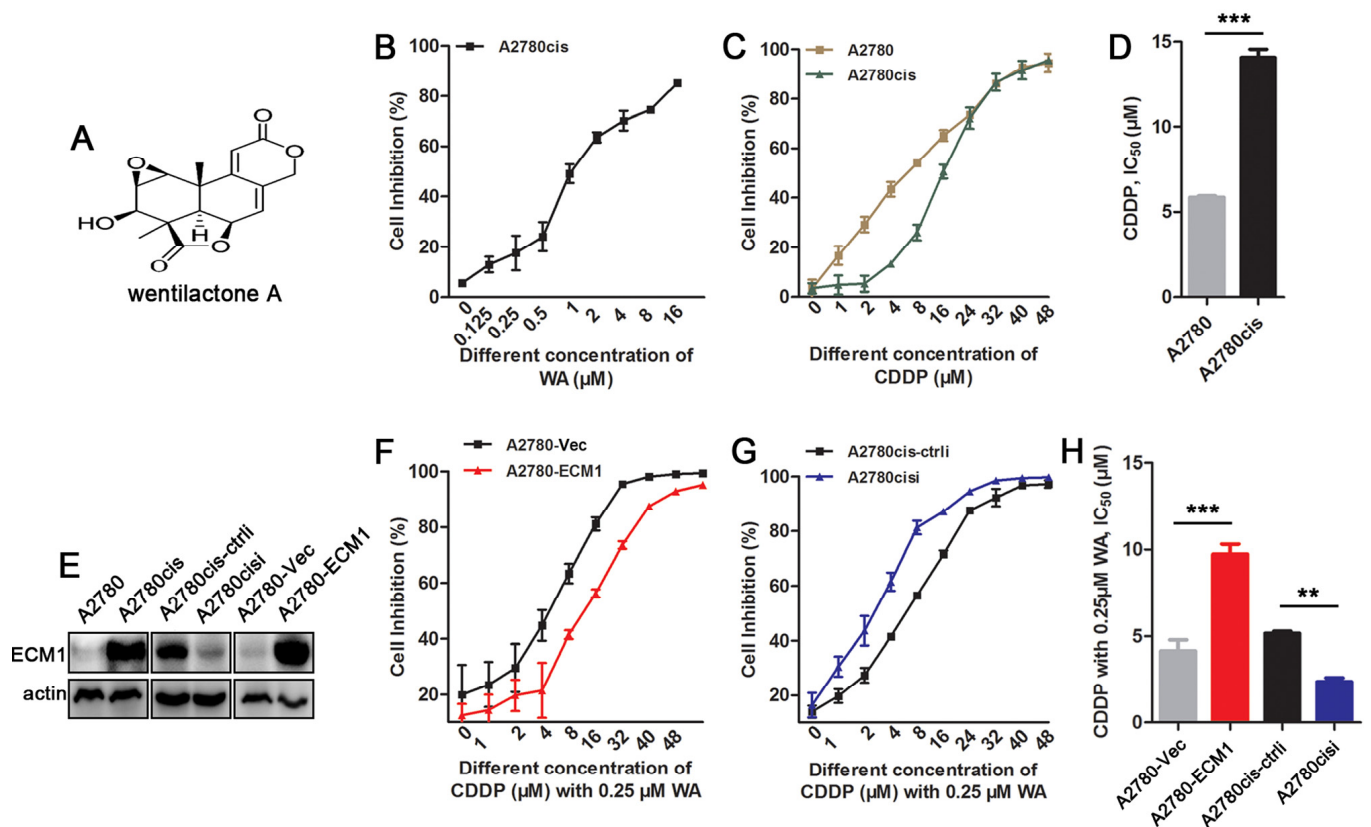 A
O
O
O
HO
H
O
O
wentilactone A
B
A2780cis
Cell Inhibition (%)
100
80
60
40
20
0
0
0.125
0.25
0.5
1
2
4
8
16
Different concentration of
WA (µM)
C
A2780
A2780cis
Cell Inhibition (%)
100
80
60
40
20
0
0
1
2
4
8
16
24
32
40
48
Different concentration of
CDDP (µM)
D
***
CDDP, IC50 (µM)
15
10
5
0
A2780
A2780cis
E
A2780
A2780cis
A2780cis-ctrli
A2780cisi
A2780-Vec
A2780-ECM1
ECM1
actin
F
A2780-Vec
A2780-ECM1
Cell Inhibition (%)
100
80
60
40
20
0
1
2
4
8
16
32
40
48
Different concentration of
CDDP (µM) with 0.25 µM WA
G
A2780cis-ctrli
A2780cisi
Cell Inhibition (%)
100
80
60
40
20
0
1
2
4
8
16
24
32
40
48
Different concentration of
CDDP (µM) with 0.25 µM WA
H
CDDP with 0.25µM WA, IC50 (µM)
***
**
15
10
5
0
A2780-Vec
A2780-ECM1
A2780cis-ctrli
A2780cisi